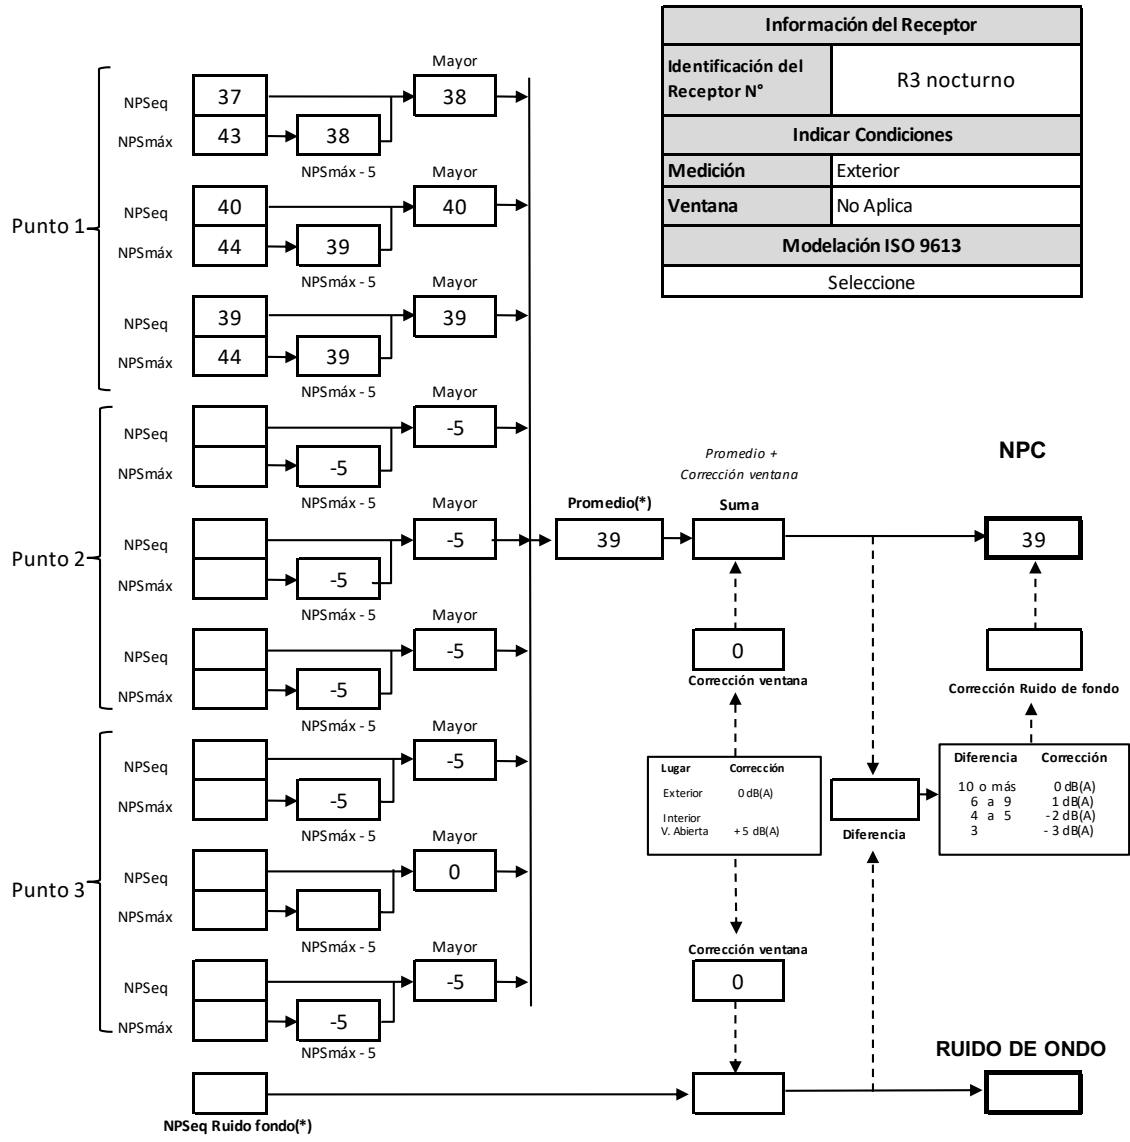 Información del Receptor
Identificación del Receptor N°
R3 nocturno
Indicar Condiciones
Medición Exterior
Ventana No Aplica
Modelación ISO 9613
Seleccione
Punto 1
Mayor
NPSeq 37 38
NPSmáx 43 38
NPSmáx - 5
Mayor
NPSeq 40 40
NPSmáx 44 39
NPSmáx - 5
Mayor
NPSeq 39 39
NPSmáx 44 39
NPSmáx - 5
Punto 2
Mayor
NPSeq -5
NPSmáx -5
NPSmáx - 5
Mayor
NPSeq -5
NPSmáx -5
NPSmáx - 5
Mayor
NPSeq -5
NPSmáx -5
NPSmáx - 5
Punto 3
Mayor
NPSeq -5
NPSmáx -5
NPSmáx - 5
Mayor
NPSeq 0
NPSmáx
NPSmáx - 5
Mayor
NPSeq -5
NPSmáx -5
NPSmáx - 5
NPSeq Ruido fondo(*)
Promedio(*)
39
Promedio +
Corrección ventana
Suma
0
Corrección ventana
Lugar Corrección
Exterior 0 dB(A)
Interior
V. Abierta + 5 dB(A)
Corrección ventana
0
Diferencia
NPC
39
Corrección Ruido de fondo
Diferencia Corrección
10 o más 0 dB(A)
6 a 9 1 dB(A)
4 a 5 -2 dB(A)
3 - 3 dB(A)
RUIDO DE ONDO